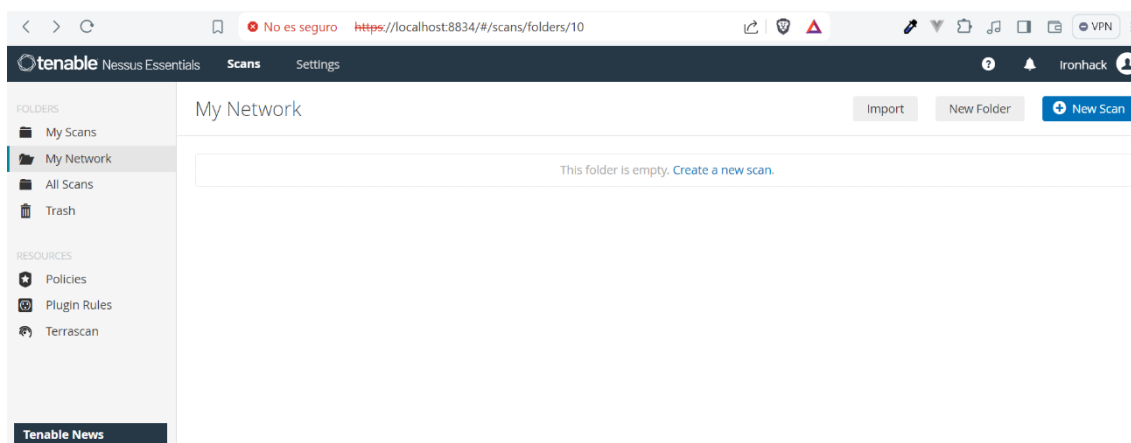 No es seguro https://localhost:8834/#/scans/folders/10 VPN
tenable Nessus Essentials Scans Settings Ironhack
FOLDERS
My Scans
My Network
All Scans
Trash
RESOURCES
Policies
Plugin Rules
Terrascan
Tenable News
My Network Import New Folder New Scan
This folder is empty. Create a new scan.